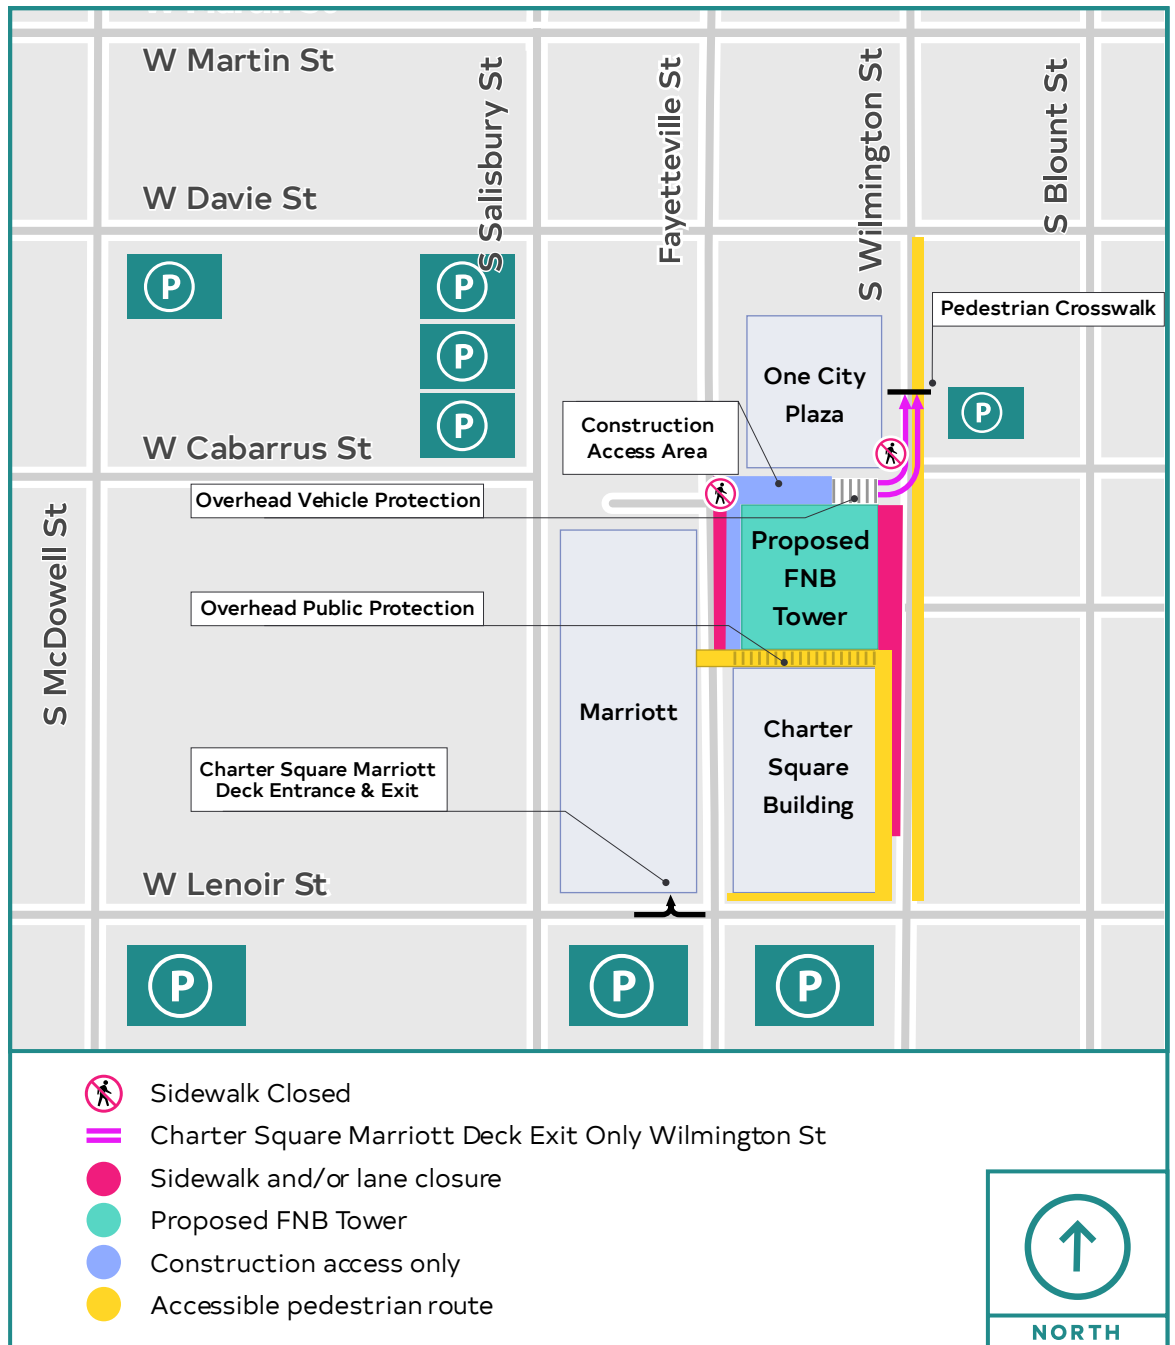 W Martin St
S Salisbury St
Fayetteville St
S Wilmington St
S Blount St
W Davie St
P
P
Pedestrian Crosswalk
P
One City
Plaza
P
Construction
Access Area
P
W Cabarrus St
Overhead Vehicle Protection
S McDowell St
Proposed
FNB
Tower
Overhead Public Protection
Marriott
Charter
Square
Building
Charter Square Marriott
Deck Entrance & Exit
W Lenoir St
P
P
P
Sidewalk Closed
Charter Square Marriott Deck Exit Only Wilmington St
Sidewalk and/or lane closure
Proposed FNB Tower
Construction access only
Accessible pedestrian route
NORTH